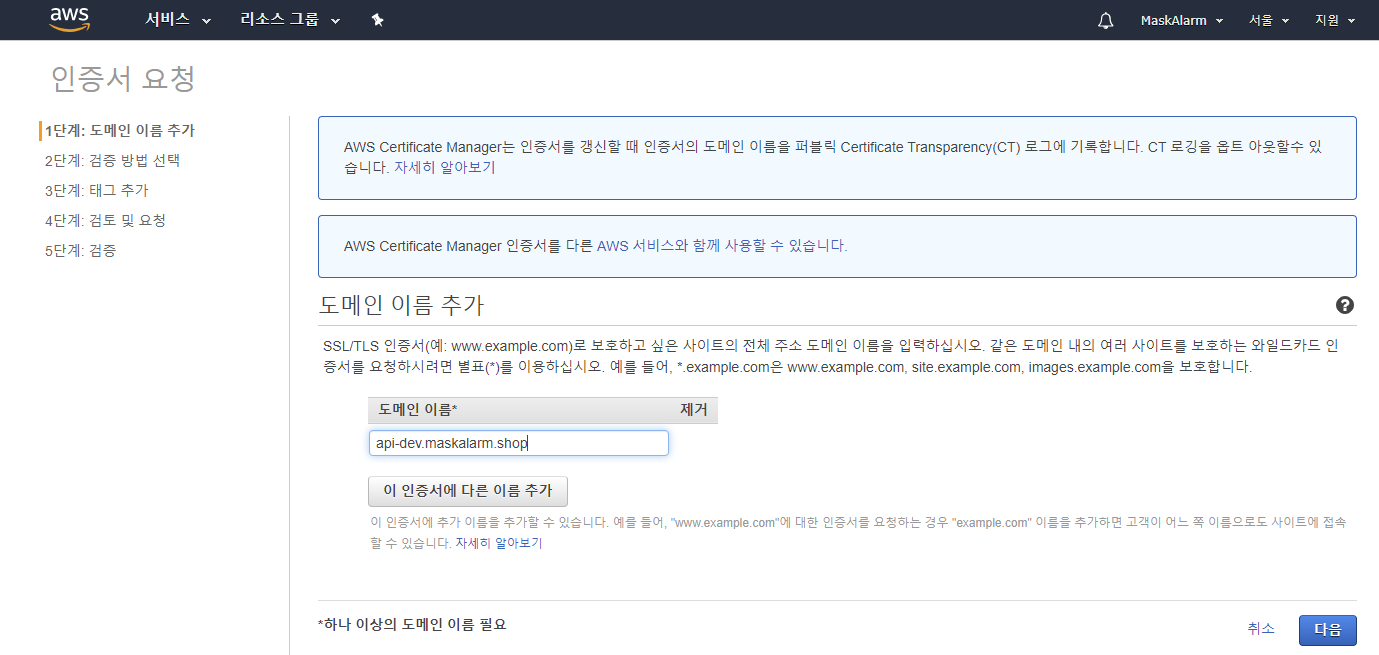 aws 서비스 리소스 그룹 MaskAlarm 서울 지원
인증서 요청
1단계: 도메인 이름 추가
2단계: 검증 방법 선택
3단계: 태그 추가
4단계: 검토 및 요청
5단계: 검증
AWS Certificate Manager는 인증서를 갱신할 때 인증서의 도메인 이름을 퍼블릭 Certificate Transparency(CT) 로그에 기록합니다. CT 로깅을 옵트 아웃할수 있
습니다. 자세히 알아보기
AWS Certificate Manager 인증서를 다른 AWS 서비스와 함께 사용할 수 있습니다.
도메인 이름 추가 ?
SSL/TLS 인증서(예: www.example.com)로 보호하고 싶은 사이트의 전체 주소 도메인 이름을 입력하십시오. 같은 도메인 내의 여러 사이트를 보호하는 와일드카드 인
증서를 요청하시려면 별표(*)를 이용하십시오. 예를 들어, *.example.com은 www.example.com, site.example.com, images.example.com을 보호합니다.
도메인 이름* 제거
api-dev.maskalarm.shop
이 인증서에 다른 이름 추가
이 인증서에 추가 이름을 추가할 수 있습니다. 예를 들어, "www.example.com"에 대한 인증서를 요청하는 경우 "example.com" 이름을 추가하면 고객이 어느 쪽 이름으로도 사이트에 접속
할 수 있습니다. 자세히 알아보기
*하나 이상의 도메인 이름 필요 취소 다음